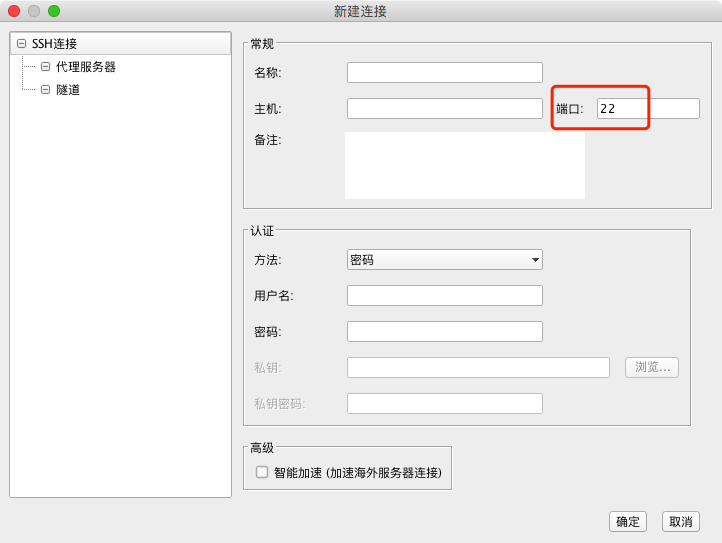 新建连接
SSH连接
代理服务器
隧道
常规
名称:
主机:
端口: 22
备注:
认证
方法: 密码
用户名:
密码:
私钥: 浏览...
私钥密码:
高级
智能加速 (加速海外服务器连接)
确定 取消